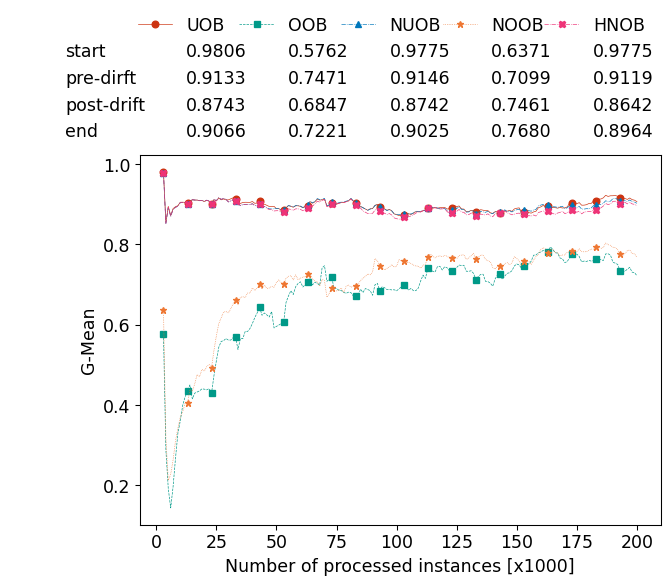 UOB OOB NUOB NOOB HNOB
start 0.9806 0.5762 0.9775 0.6371 0.9775
pre-dirft 0.9133 0.7471 0.9146 0.7099 0.9119
post-drift 0.8743 0.6847 0.8742 0.7461 0.8642
end 0.9066 0.7221 0.9025 0.7680 0.8964
1.0
0.8
0.6
0.4
0.2
G-Mean
0 25 50 75 100 125 150 175 200
Number of processed instances [x1000]